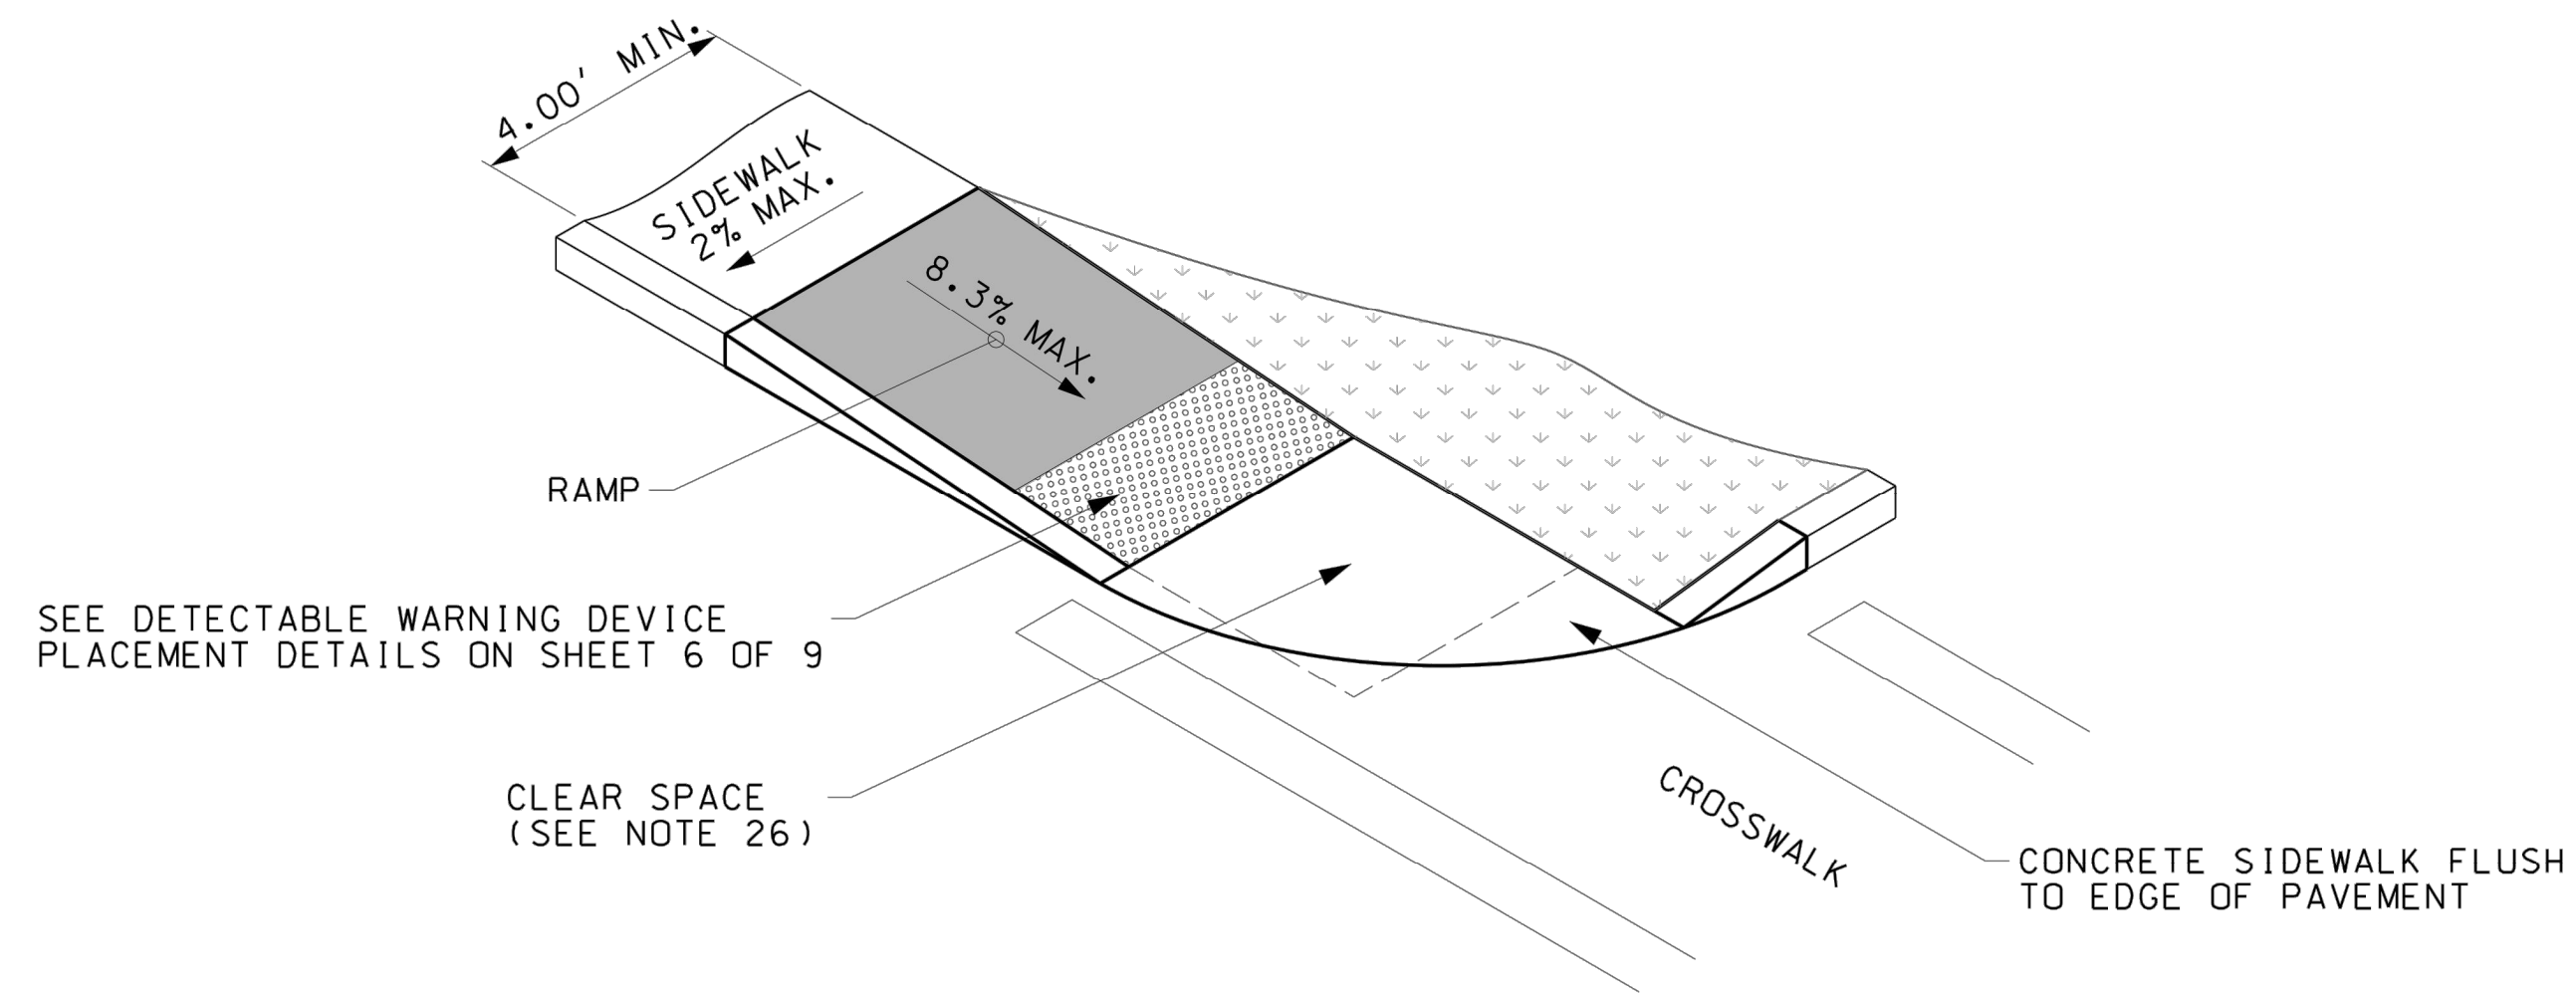 4.00' MIN.
SIDEWALK
2% MAX.
8.3% MAX.
RAMP
SEE DETECTABLE WARNING DEVICE
PLACEMENT DETAILS ON SHEET 6 OF 9
CLEAR SPACE
(SEE NOTE 26)
CROSSWALK
CONCRETE SIDEWALK FLUSH
TO EDGE OF PAVEMENT